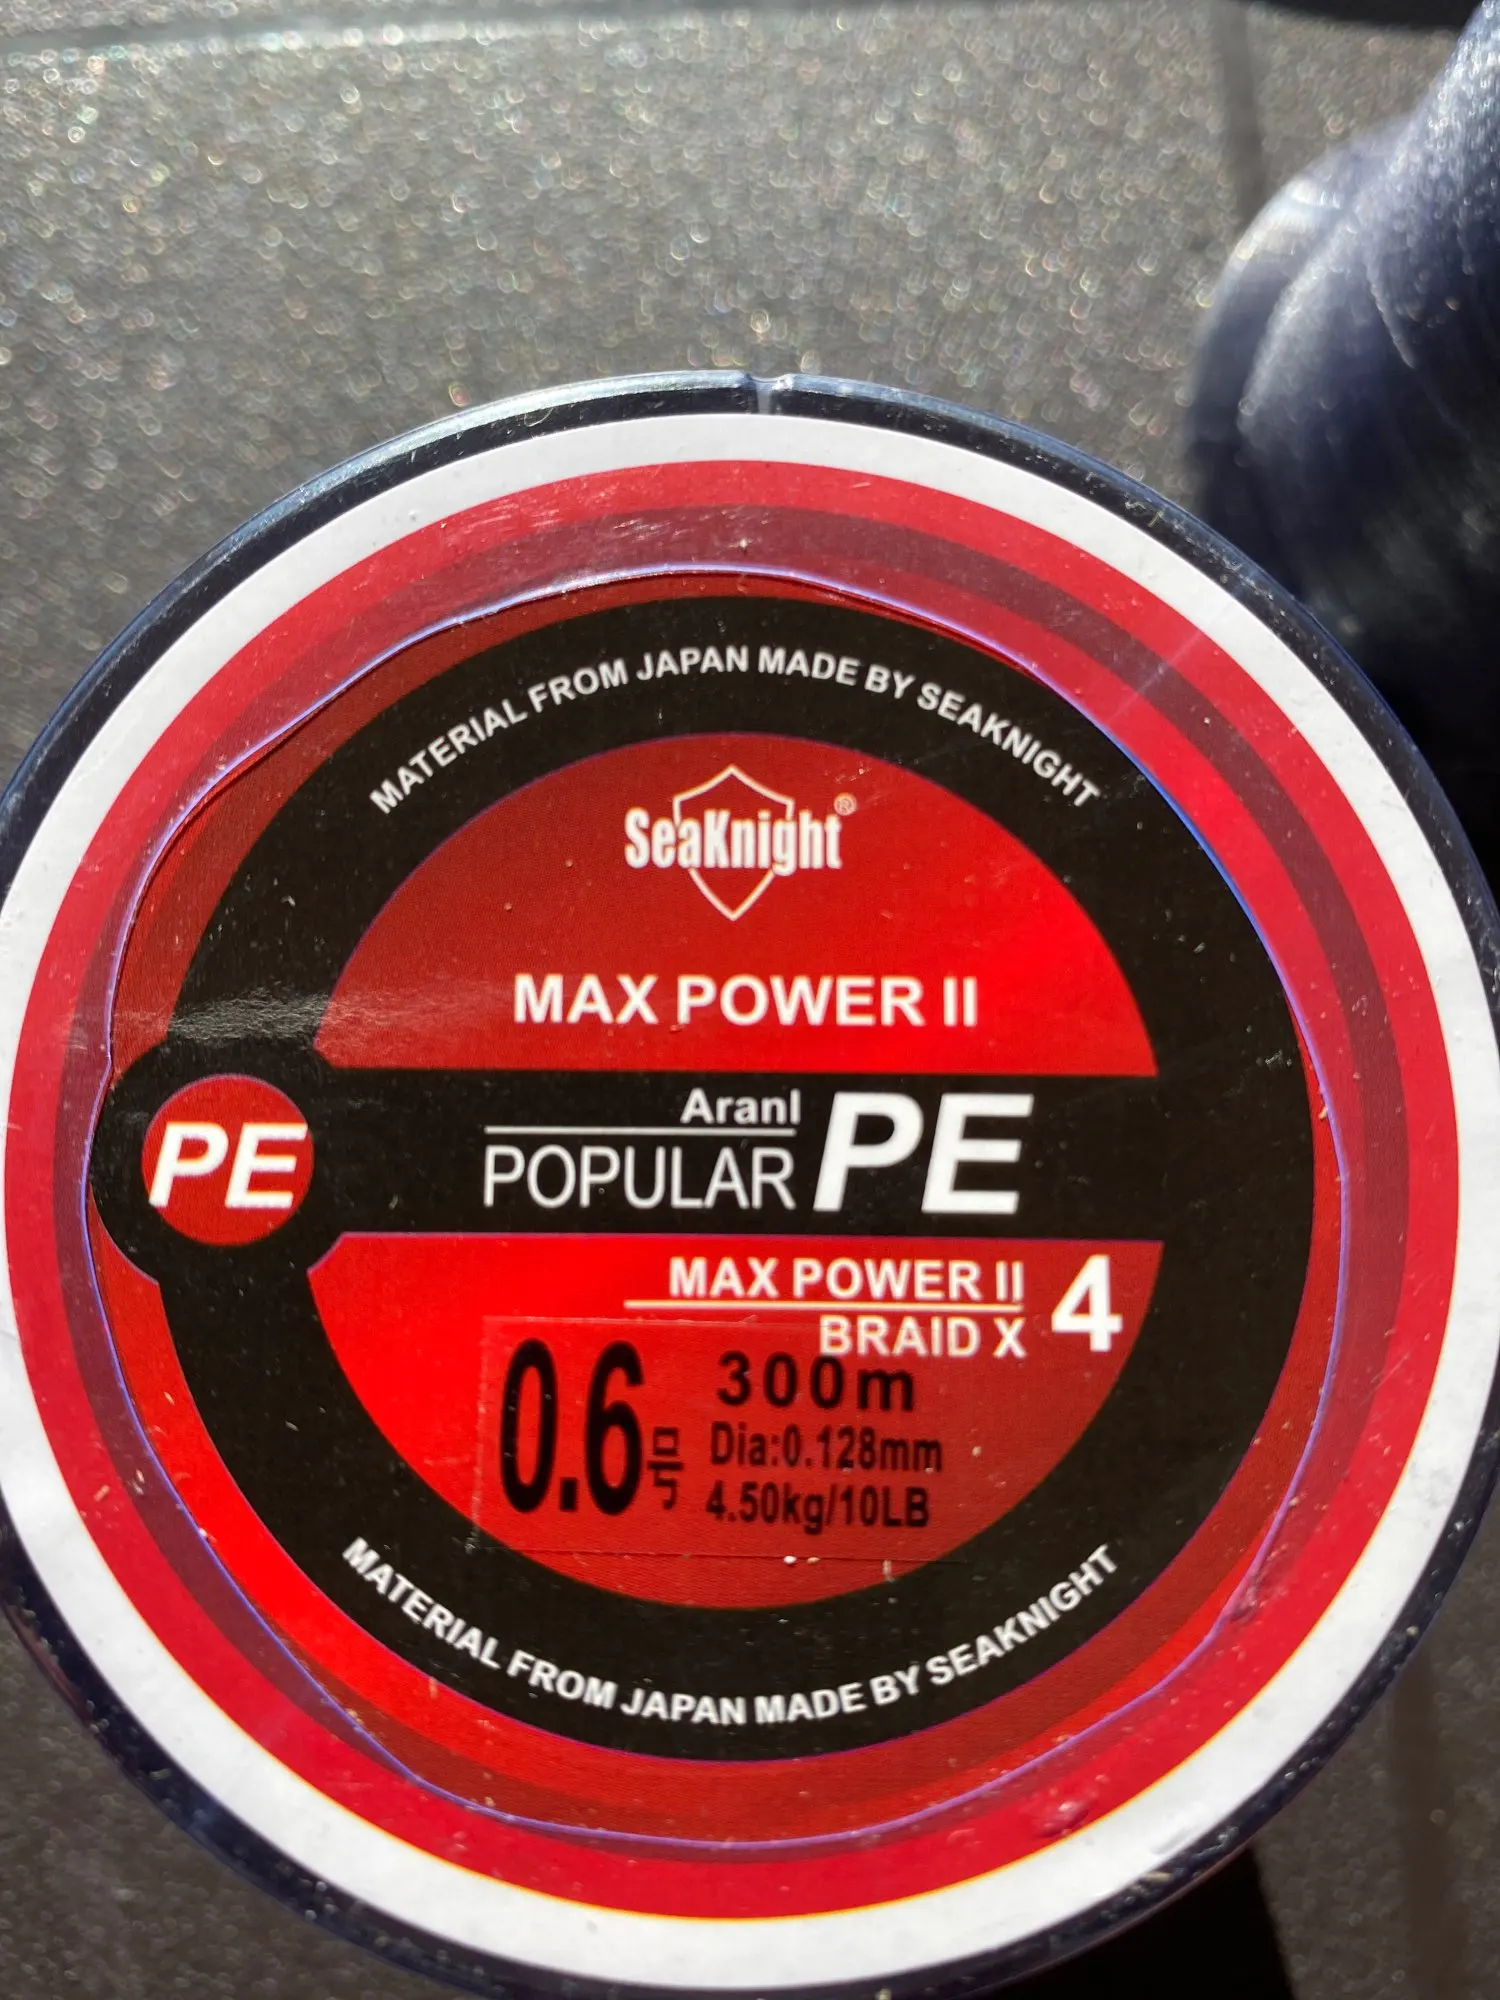 MATERIAL FROM JAPAN MADE BY SEAKNIGHT
SeaKnight®
MAX POWER II
PE
Aranl
POPULAR PE
MAX POWER II
BRAID X 4
0.6号
300m
Dia:0.128mm
4.50kg/10LB
MATERIAL FROM JAPAN MADE BY SEAKNIGHT